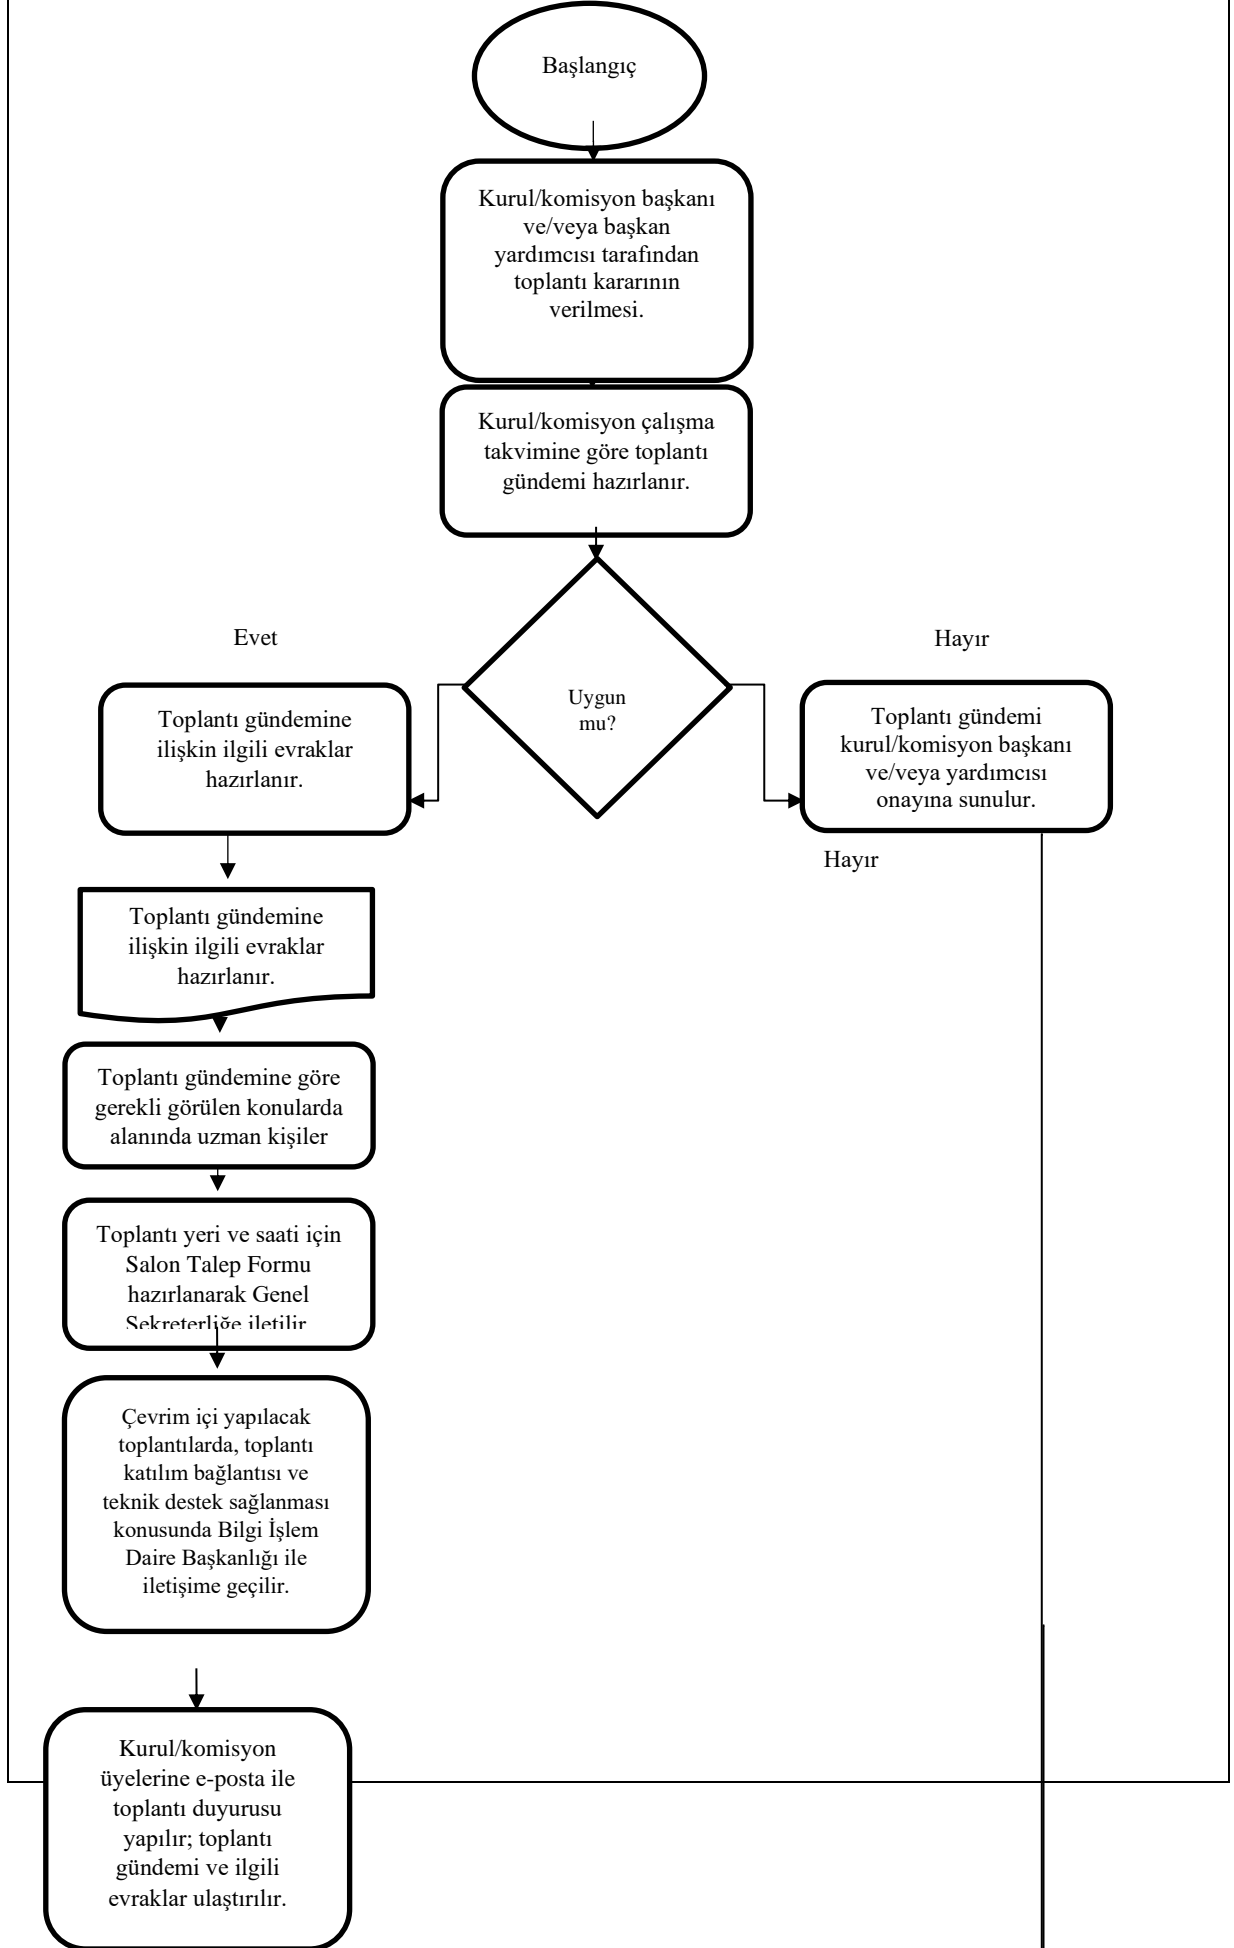 Başlangıç
Kurul/komisyon başkanı
ve/veya başkan
yardımcısı tarafından
toplantı kararının
verilmesi.
Kurul/komisyon çalışma
takvimine göre toplantı
gündemi hazırlanır.
Uygun
mu?
Evet
Toplantı gündemine
ilişkin ilgili evraklar
hazırlanır.
Hayır
Toplantı gündemi
kurul/komisyon başkanı
ve/veya yardımcısı
onayına sunulur.
Hayır
Toplantı gündemine
ilişkin ilgili evraklar
hazırlanır.
Toplantı gündemine göre
gerekli görülen konularda
alanında uzman kişiler
Toplantı yeri ve saati için
Salon Talep Formu
hazırlanarak Genel
Sekreterliğe iletilir
Çevrim içi yapılacak
toplantılarda, toplantı
katılım bağlantısı ve
teknik destek sağlanması
konusunda Bilgi İşlem
Daire Başkanlığı ile
iletişime geçilir.
Kurul/komisyon
üyelerine e-posta ile
toplantı duyurusu
yapılır; toplantı
gündemi ve ilgili
evraklar ulaştırılır.